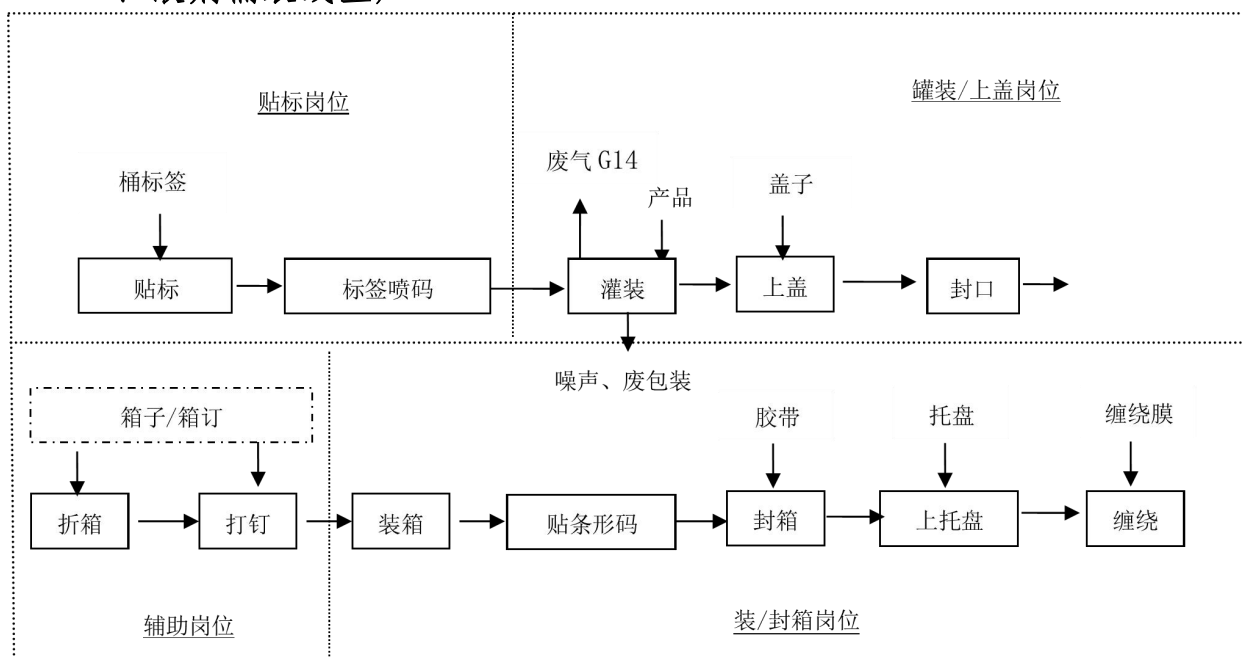 贴标岗位
罐装/上盖岗位
废气 G14
桶标签
产品
盖子
贴标
标签喷码
灌装
上盖
封口
噪声、废包装
箱子/箱订
胶带
托盘
缠绕膜
折箱
打钉
装箱
贴条形码
封箱
上托盘
缠绕
辅助岗位
装/封箱岗位